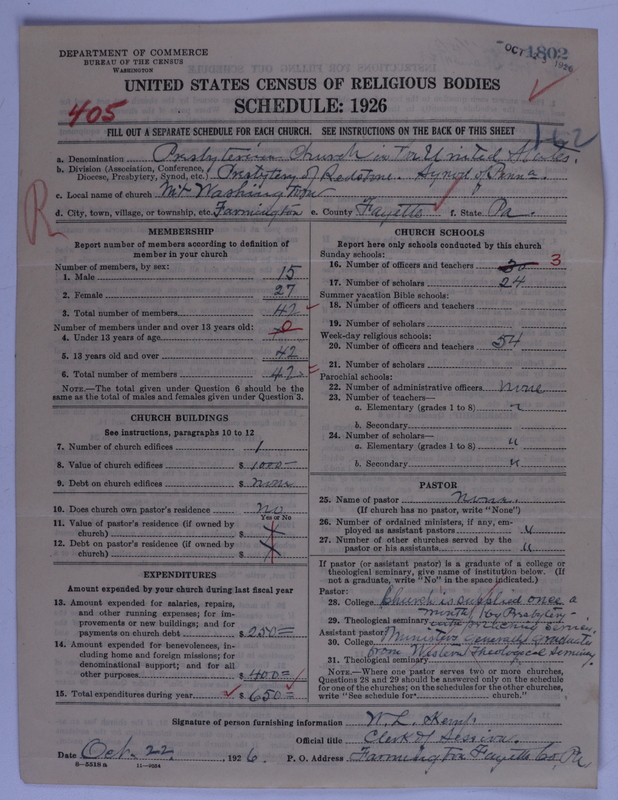 DEPARTMENT OF COMMERCE
BUREAU OF THE CENSUS
WASHINGTON
OCT 1926
1802
UNITED STATES CENSUS OF RELIGIOUS BODIES
SCHEDULE: 1926
405
FILL OUT A SEPARATE SCHEDULE FOR EACH CHURCH. SEE INSTRUCTIONS ON THE BACK OF THIS SHEET
162
a. Denomination Presbyterian Church in the United States.
b. Division (Association, Conference, Diocese, Presbytery, Synod, etc.) Presbytery of Redstone. Synod of Penna.
c. Local name of church Mt Washington
d. City, town, village, or township, etc. Farmington e. County Fayette f. State Pa.
R
MEMBERSHIP
Report number of members according to definition of
member in your church
Number of members, by sex:
1. Male 15
2. Female 27
3. Total number of members 42
Number of members under and over 13 years old:
4. Under 13 years of age 0
5. 13 years old and over 42
6. Total number of members 42
NOTE.—The total given under Question 6 should be the
same as the total of males and females given under Question 3.
CHURCH BUILDINGS
See instructions, paragraphs 10 to 12
7. Number of church edifices 1
8. Value of church edifices $ 1000
9. Debt on church edifices $ none
10. Does church own pastor's residence no
Yes or No
11. Value of pastor's residence (if owned by
church) $ x
12. Debt on pastor's residence (if owned by
church) $ x
EXPENDITURES
Amount expended by your church during last fiscal year
13. Amount expended for salaries, repairs,
and other running expenses; for im-
provements or new buildings; and for
payments on church debt $ 250=
14. Amount expended for benevolences, in-
cluding home and foreign missions; for
denominational support; and for all
other purposes $ 400=
15. Total expenditures during year $ 650=
CHURCH SCHOOLS
Report here only schools conducted by this church
Sunday schools:
16. Number of officers and teachers 30 3
17. Number of scholars 24
Summer vacation Bible schools:
18. Number of officers and teachers
19. Number of scholars
Week-day religious schools:
20. Number of officers and teachers 54
21. Number of scholars
Parochial schools:
22. Number of administrative officers none
23. Number of teachers—
a. Elementary (grades 1 to 8) "
b. Secondary
24. Number of scholars—
a. Elementary (grades 1 to 8) "
b. Secondary "
PASTOR
25. Name of pastor None.
(If church has no pastor, write "None")
26. Number of ordained ministers, if any, em-
ployed as assistant pastors "
27. Number of other churches served by the
pastor or his assistants "
If pastor (or assistant pastor) is a graduate of a college or
theological seminary, give name of institution below. (If
not a graduate, write "No" in the space indicated.)
Pastor:
28. College Church is supplied once a
month by Presbytery
29. Theological seminary
Assistant pastor: Ministers Generally Graduate
30. College from Western Theological Seminary.
31. Theological seminary
NOTE.—Where one pastor serves two or more churches,
Questions 28 and 29 should be answered only on the schedule
for one of the churches; on the schedules for the other churches,
write "See schedule for church."
Signature of person furnishing information W. L. Kemp
Official title Clerk of Session
Date Oct. 22 , 1926. P. O. Address Farmington Fayette Co, Pa
8—5518 a 11—9054